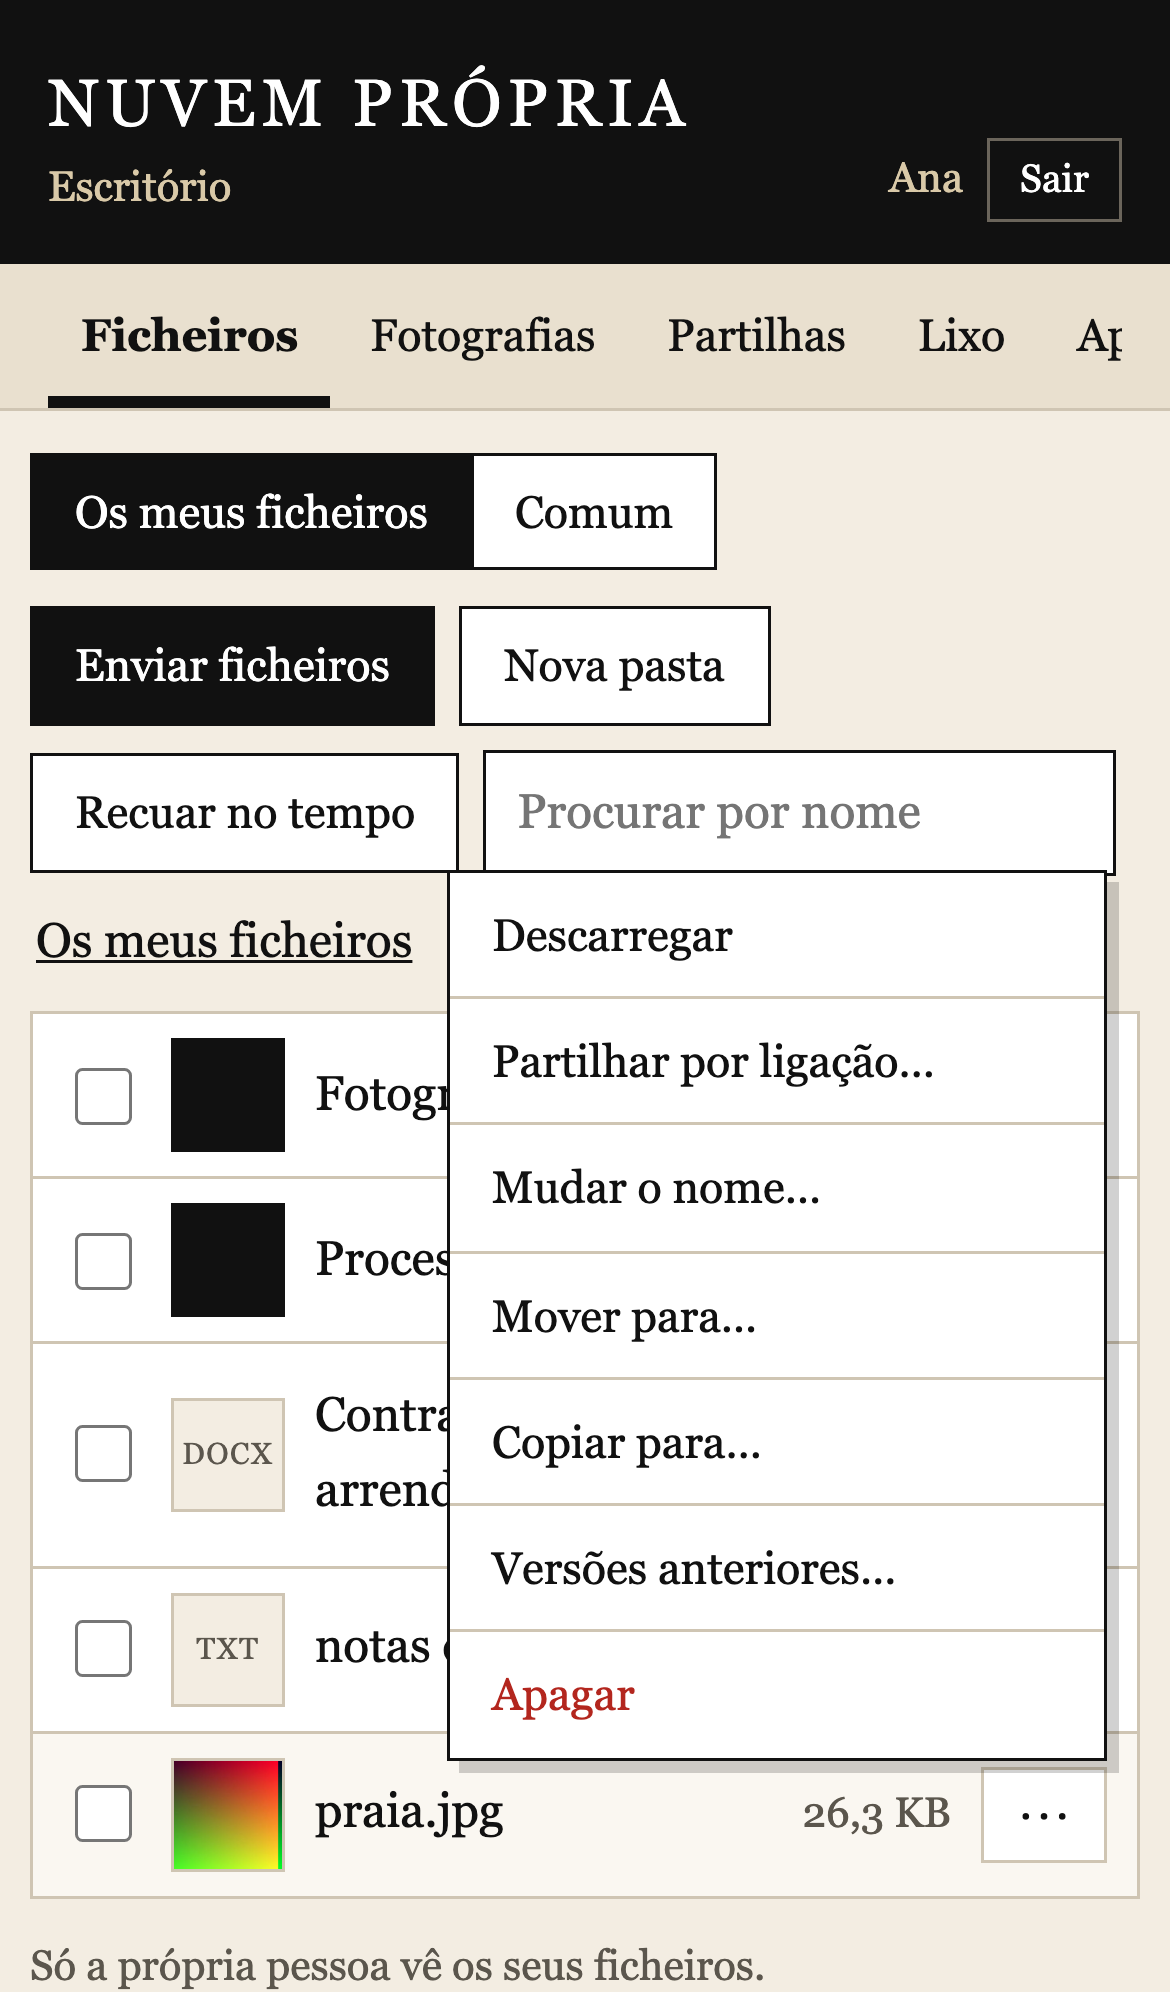 NUVEM PRÓPRIA
Escritório
Ana
Sair
Ficheiros
Fotografias
Partilhas
Lixo
Os meus ficheiros
Comum
Enviar ficheiros
Nova pasta
Recuar no tempo
Procurar por nome
Os meus ficheiros
Descarregar
Partilhar por ligação...
Mudar o nome...
Mover para...
Copiar para...
Versões anteriores...
Apagar
DOCX
TXT
notas
praia.jpg
26,3 KB
...
Só a própria pessoa vê os seus ficheiros.